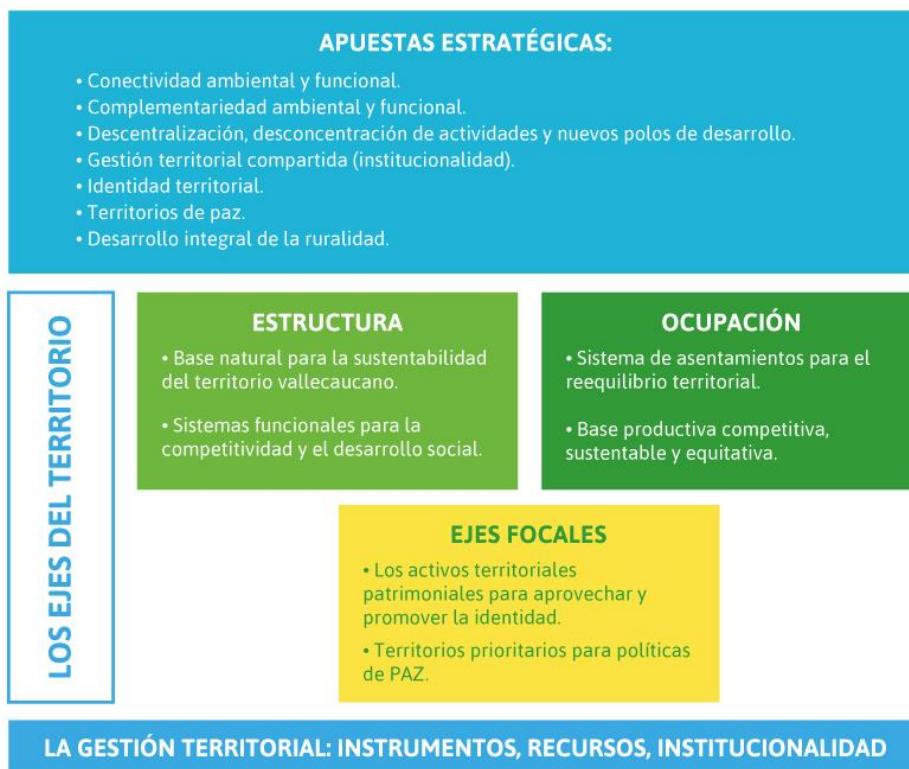 APUESTAS ESTRATÉGICAS:
• Conectividad ambiental y funcional.
• Complementariedad ambiental y funcional.
• Descentralización, desconcentración de actividades y nuevos polos de desarrollo.
• Gestión territorial compartida (institucionalidad).
• Identidad territorial.
• Territorios de paz.
• Desarrollo integral de la ruralidad.
LOS EJES DEL TERRITORIO
ESTRUCTURA
• Base natural para la sustentabilidad
del territorio vallecaucano.
• Sistemas funcionales para la
competitividad y el desarrollo social.
OCUPACIÓN
• Sistema de asentamientos para el
reequilibrio territorial.
• Base productiva competitiva,
sustentable y equitativa.
EJES FOCALES
• Los activos territoriales
patrimoniales para aprovechar y
promover la identidad.
• Territorios prioritarios para políticas
de PAZ.
LA GESTIÓN TERRITORIAL: INSTRUMENTOS, RECURSOS, INSTITUCIONALIDAD